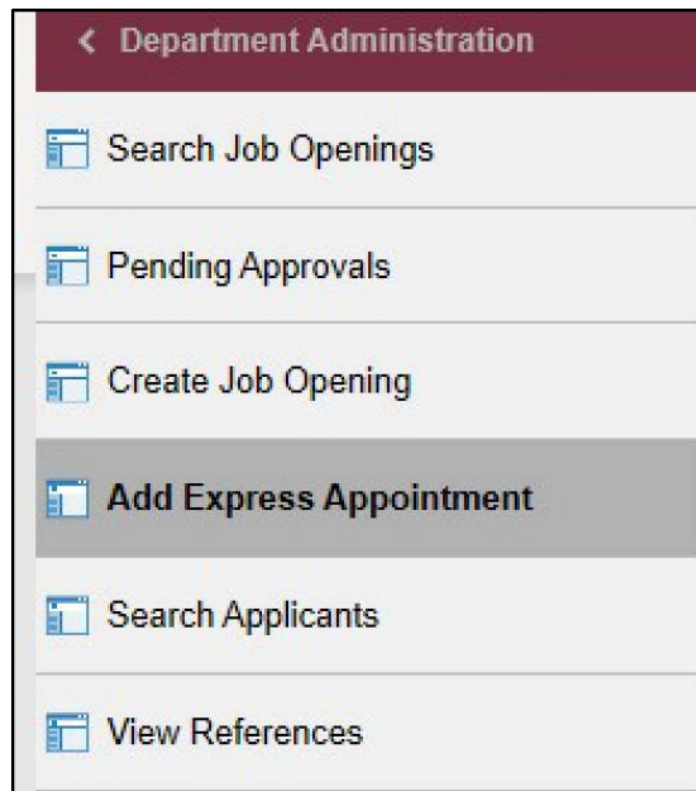 Department Administration
Search Job Openings
Pending Approvals
Create Job Opening
Add Express Appointment
Search Applicants
View References